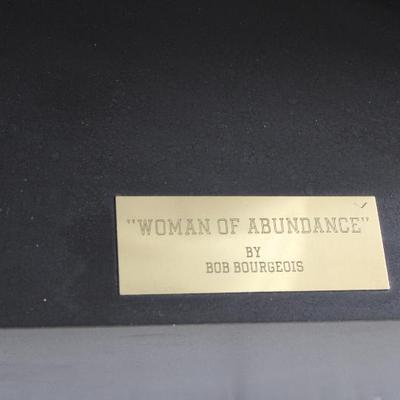 "WOMAN OF ABUNDANCE"
BY
BOB BOURGEOIS